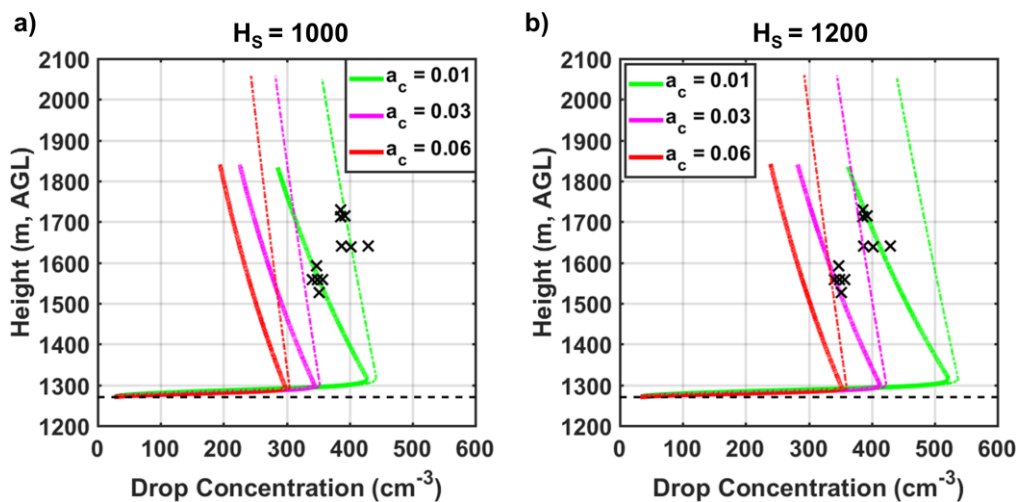 a)
H_S = 1000
2100
2000
1900
1800
1700
1600
1500
1400
1300
1200
Height (m, AGL)
a_c = 0.01
a_c = 0.03
a_c = 0.06
0 100 200 300 400 500 600
Drop Concentration (cm^-3)
b)
H_S = 1200
2100
2000
1900
1800
1700
1600
1500
1400
1300
1200
Height (m, AGL)
a_c = 0.01
a_c = 0.03
a_c = 0.06
0 100 200 300 400 500 600
Drop Concentration (cm^-3)